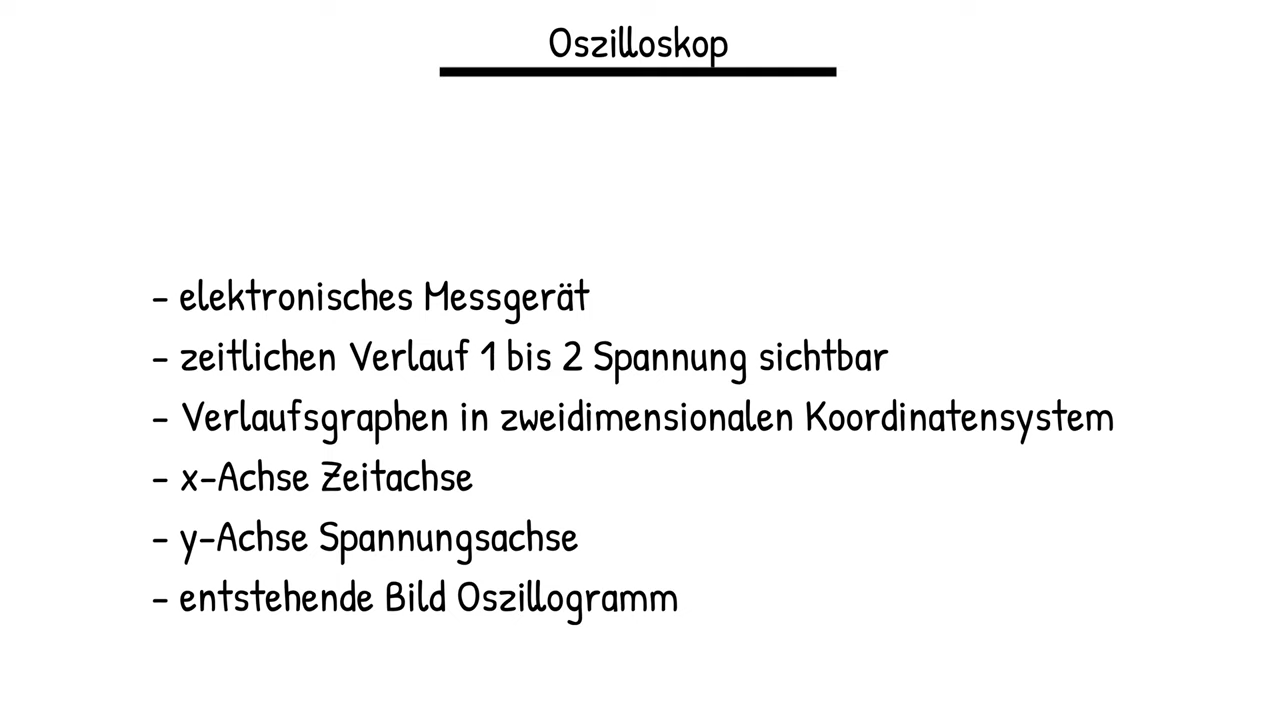 Oszilloskop
- elektronisches Messgerät
- zeitlichen Verlauf 1 bis 2 Spannung sichtbar
- Verlaufsgraphen in zweidimensionalen Koordinatensystem
- x-Achse Zeitachse
- y-Achse Spannungsachse
- entstehende Bild Oszillogramm